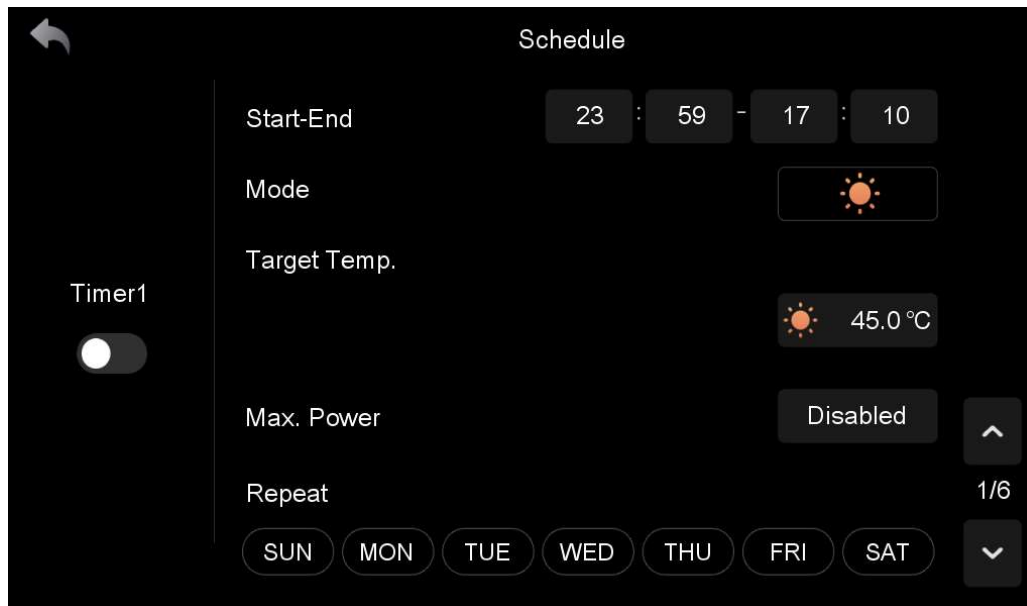 Schedule
Start-End 23 : 59 - 17 : 10
Mode
Target Temp.
Timer1
45.0 °C
Max. Power Disabled
Repeat 1/6
SUN MON TUE WED THU FRI SAT